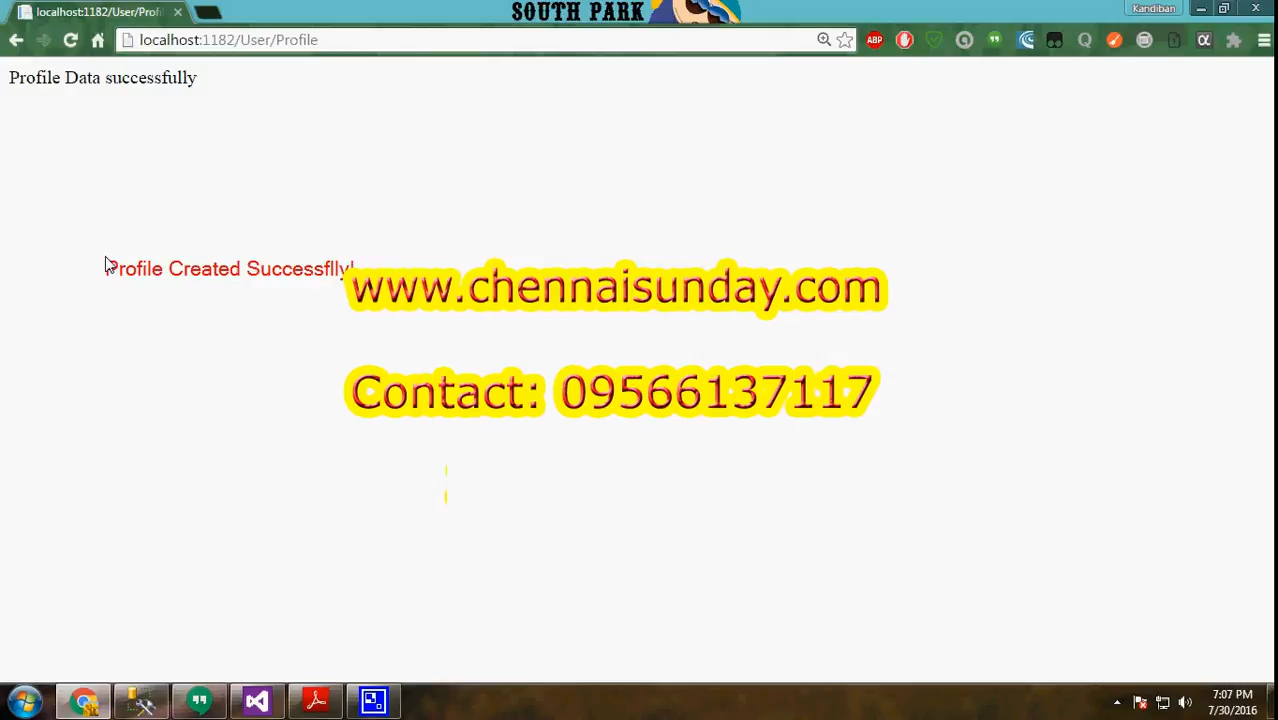 SOUTH PARK
Kandiban
localhost:1182/User/Profi
localhost:1182/User/Profile
ABP
Profile Data successfully
Profile Created Successflly!
www.chennaisunday.com
Contact: 09566137117
7:07 PM
7/30/2016